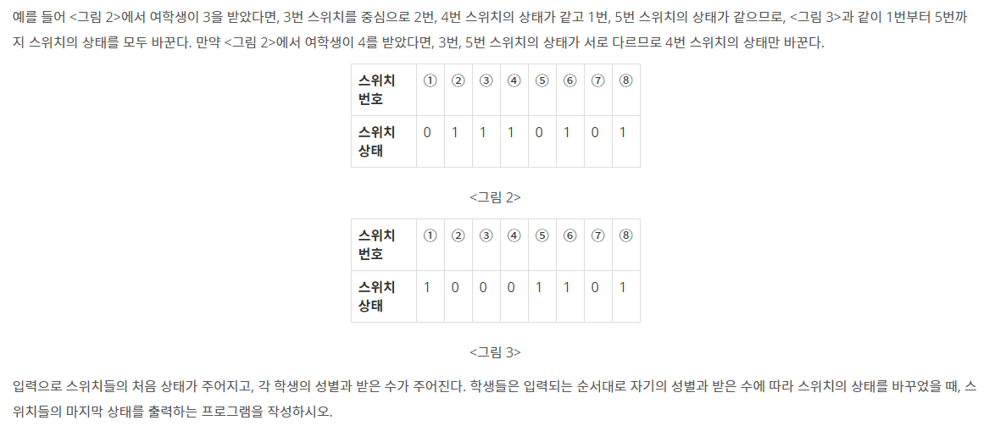 예를 들어 <그림 2>에서 여학생이 3을 받았다면, 3번 스위치를 중심으로 2번, 4번 스위치의 상태가 같고 1번, 5번 스위치의 상태가 같으므로, <그림 3>과 같이 1번부터 5번까
지 스위치의 상태를 모두 바꾼다. 만약 <그림 2>에서 여학생이 4를 받았다면, 3번, 5번 스위치의 상태가 서로 다르므로 4번 스위치의 상태만 바꾼다.
스위치 ① ② ③ ④ ⑤ ⑥ ⑦ ⑧
번호
스위치 0 1 1 1 0 1 0 1
상태
<그림 2>
스위치 ① ② ③ ④ ⑤ ⑥ ⑦ ⑧
번호
스위치 1 0 0 0 1 1 0 1
상태
<그림 3>
입력으로 스위치들의 처음 상태가 주어지고, 각 학생의 성별과 받은 수가 주어진다. 학생들은 입력되는 순서대로 자기의 성별과 받은 수에 따라 스위치의 상태를 바꾸었을 때, 스
위치들의 마지막 상태를 출력하는 프로그램을 작성하시오.